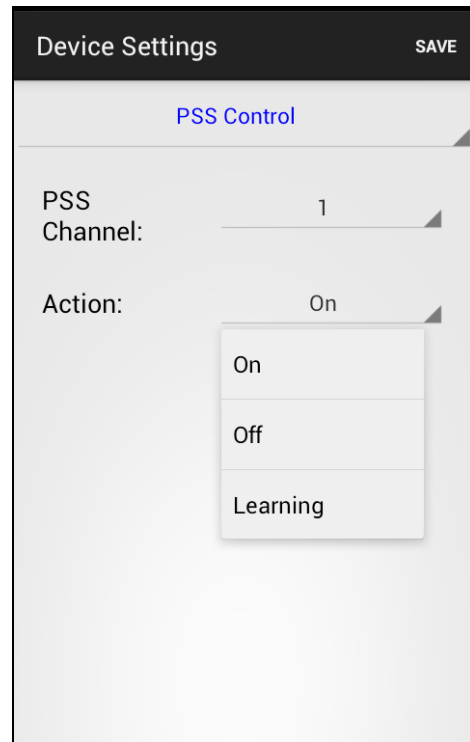 Device Settings SAVE
PSS Control
PSS
Channel: 1
Action: On
On
Off
Learning